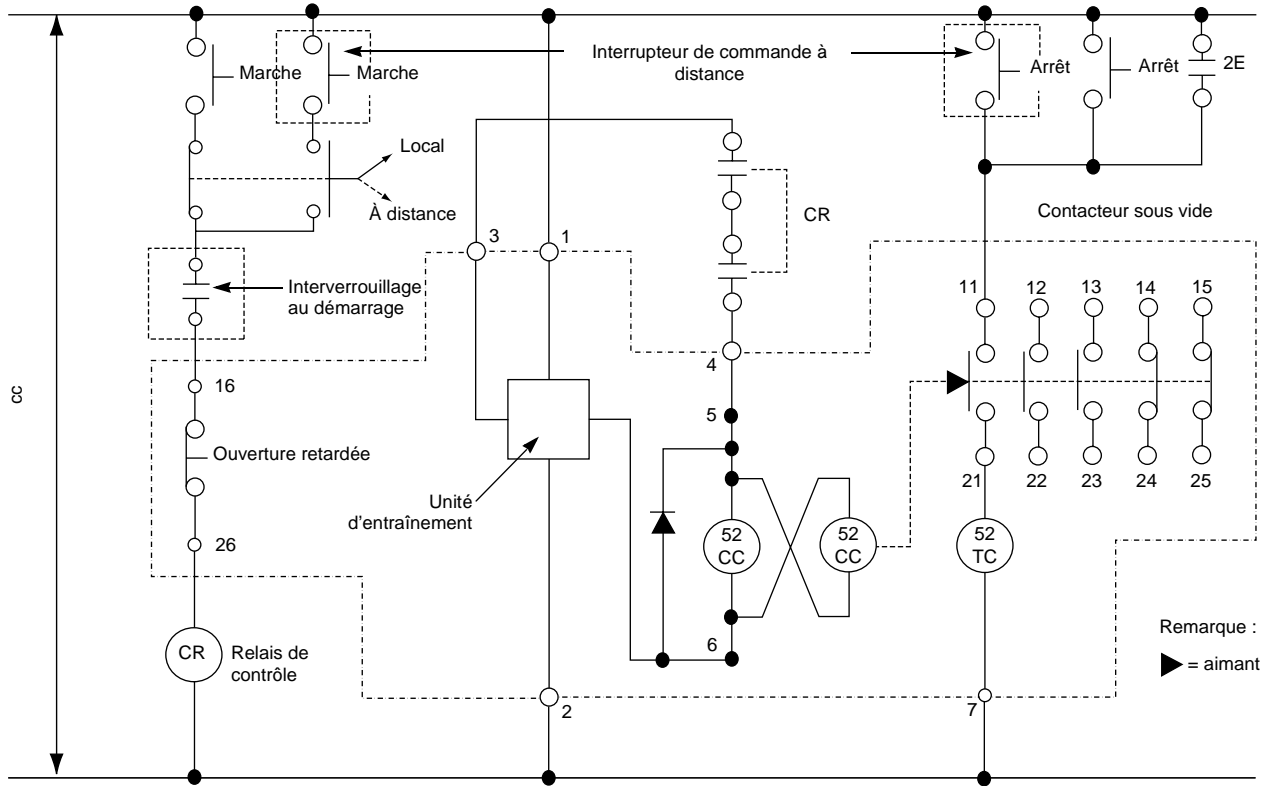 Interrupteur de commande à
distance
Marche
Marche
Arrêt
Arrêt
2E
Local
À distance
CR
Contacteur sous vide
3
1
Interverrouillage
au démarrage
11
12
13
14
15
4
cc
16
5
Ouverture retardée
21
22
23
24
25
Unité
d'entraînement
26
52
CC
52
CC
52
TC
6
Remarque :
= aimant
CR
Relais de
contrôle
2
7